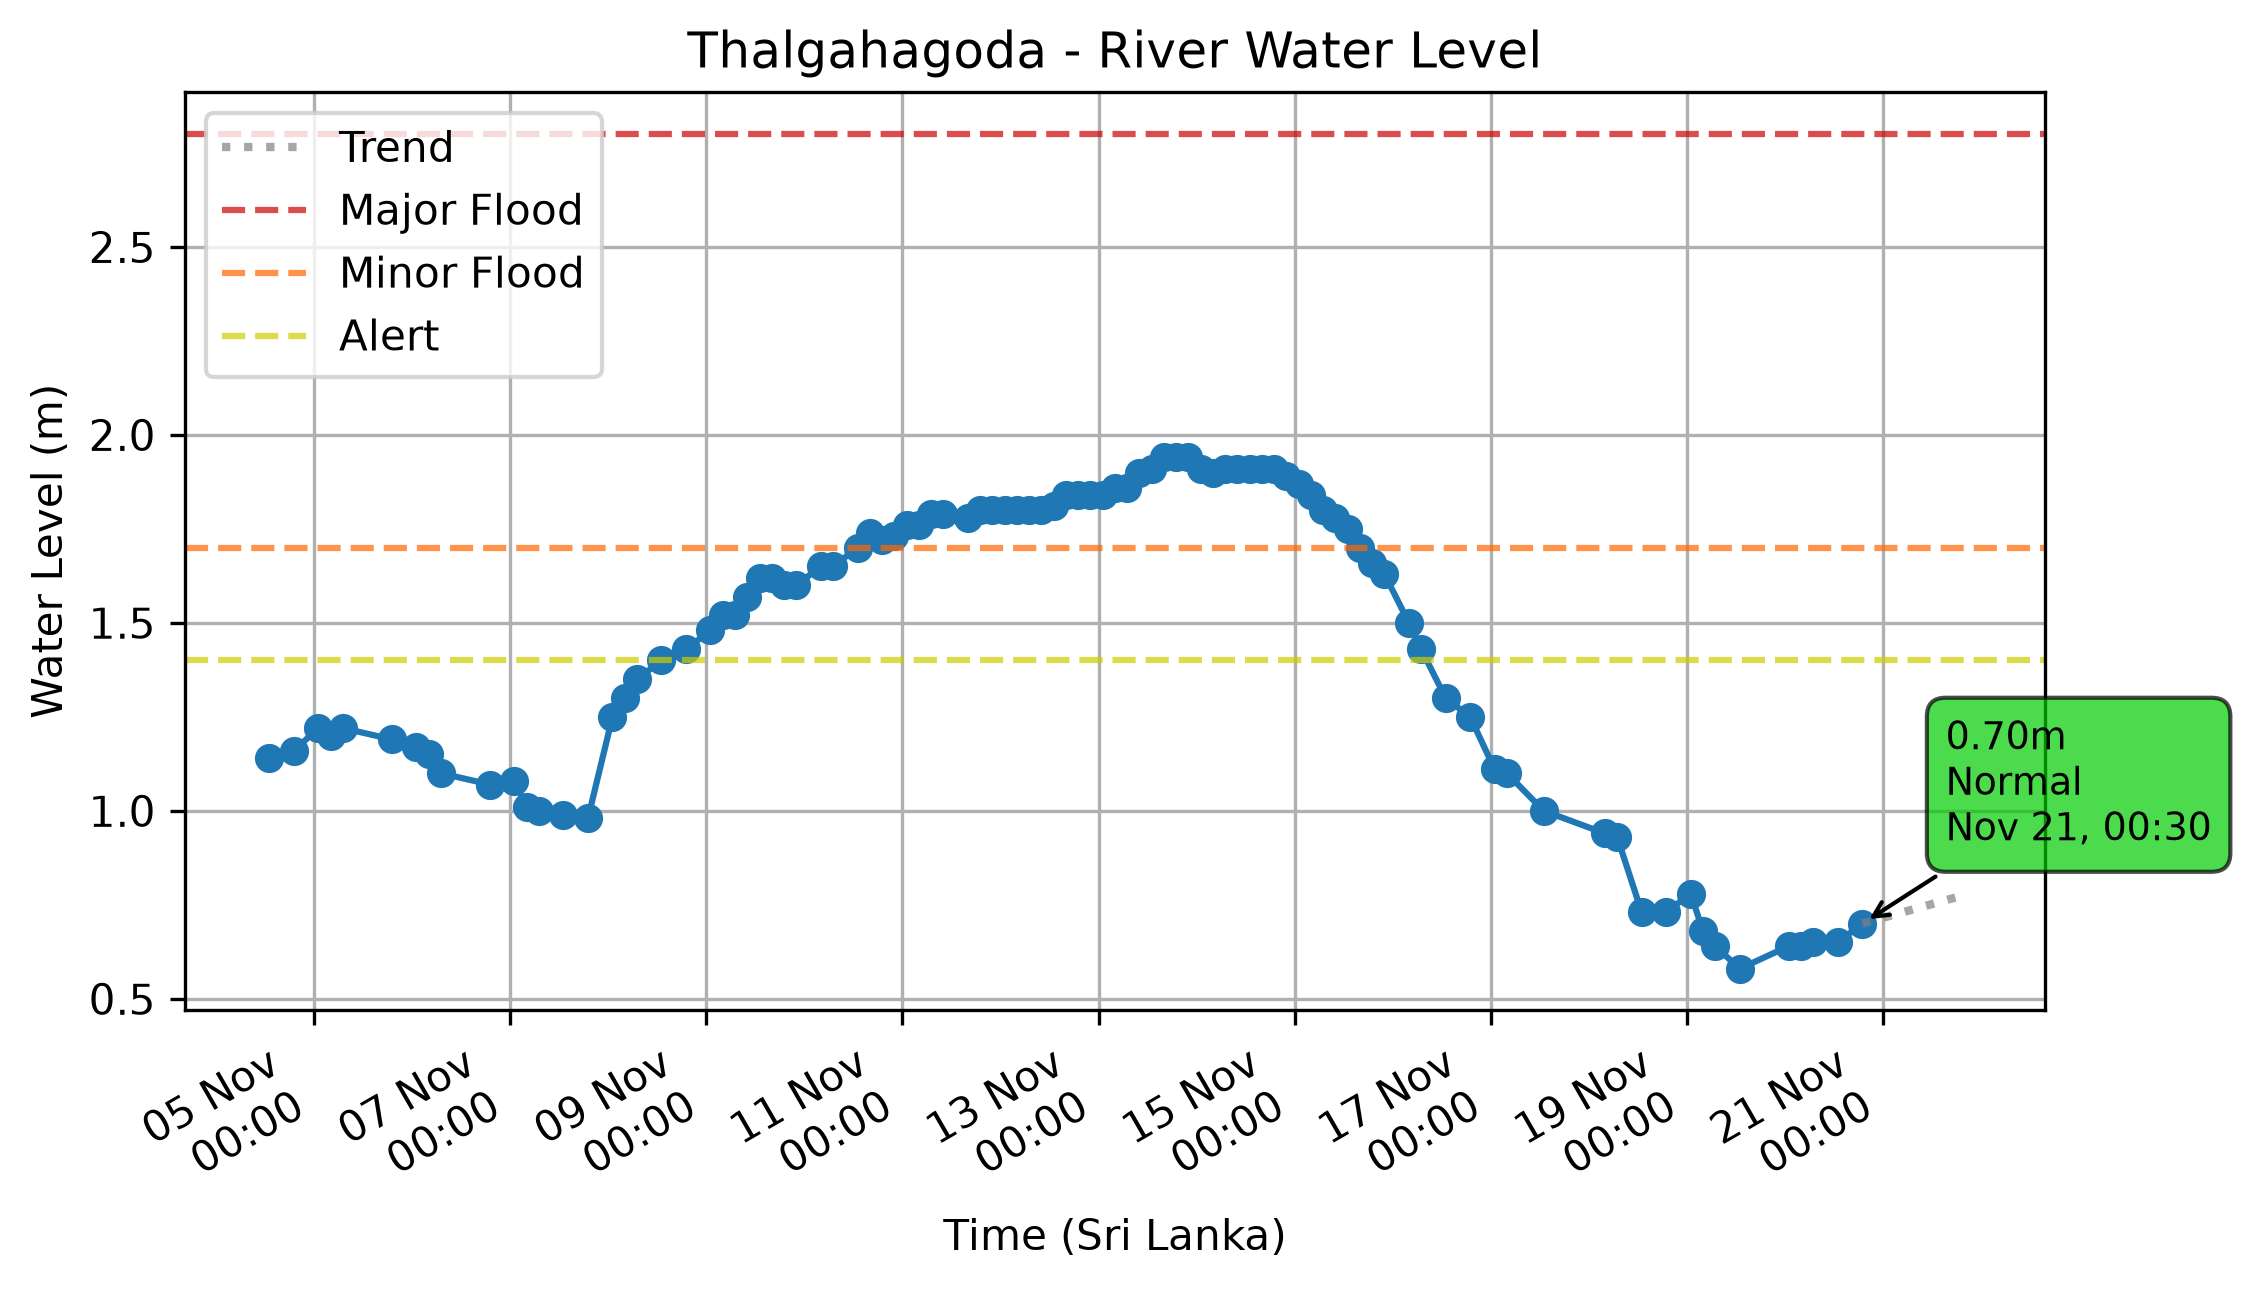 Thalgahagoda - River Water Level
Trend
Major Flood
Minor Flood
Alert
Water Level (m)
2.5
2.0
1.5
1.0
0.5
0.70m
Normal
Nov 21, 00:30
05 Nov
00:00
07 Nov
00:00
09 Nov
00:00
11 Nov
00:00
13 Nov
00:00
15 Nov
00:00
17 Nov
00:00
19 Nov
00:00
21 Nov
00:00
Time (Sri Lanka)